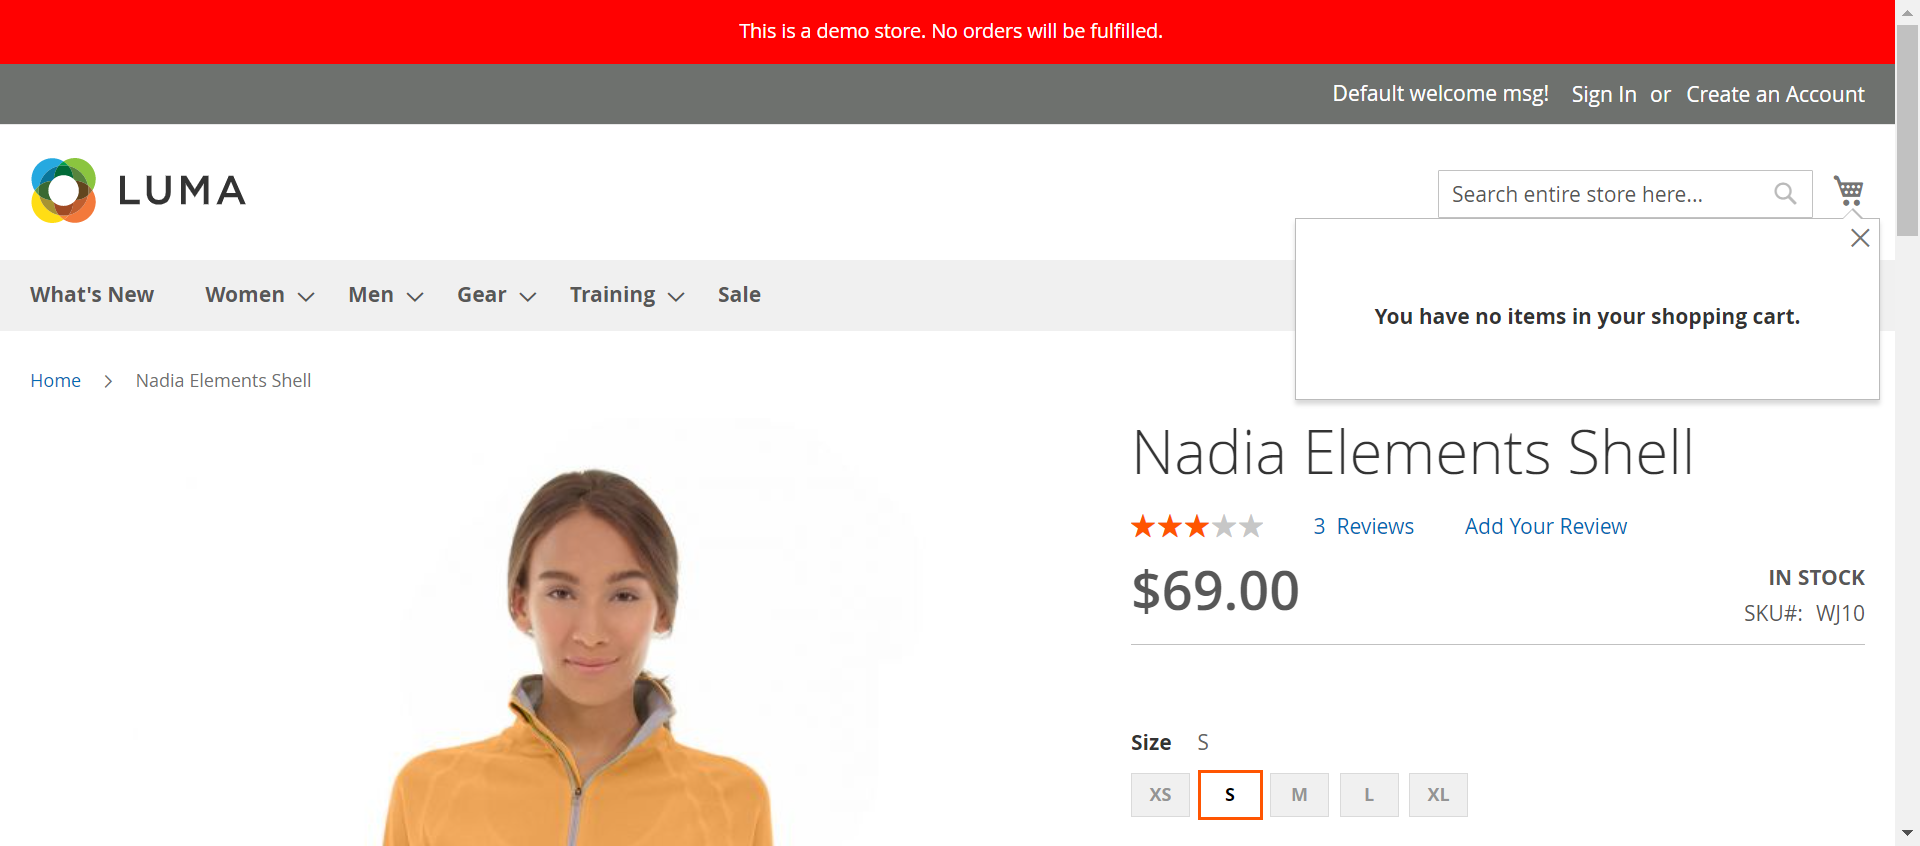 This is a demo store. No orders will be fulfilled.
Default welcome msg! Sign In or Create an Account
LUMA
Search entire store here...
You have no items in your shopping cart.
What's New Women Men Gear Training Sale
Home Nadia Elements Shell
Nadia Elements Shell
3 Reviews Add Your Review
$69.00
IN STOCK
SKU#: WJ10
Size S
XS S M L XL